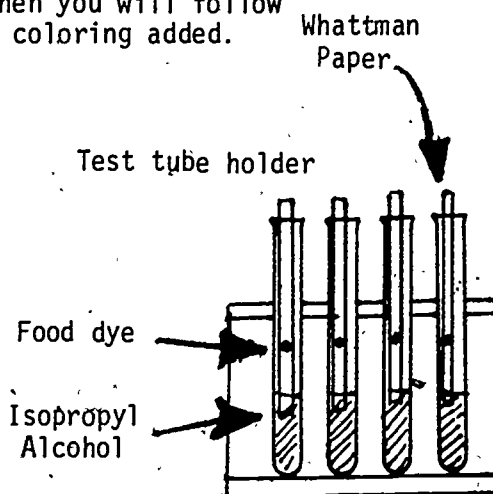 hen you will follow
coloring added.
Whattman
Paper
Test tube holder
Food dye
Isopropyl
Alcohol